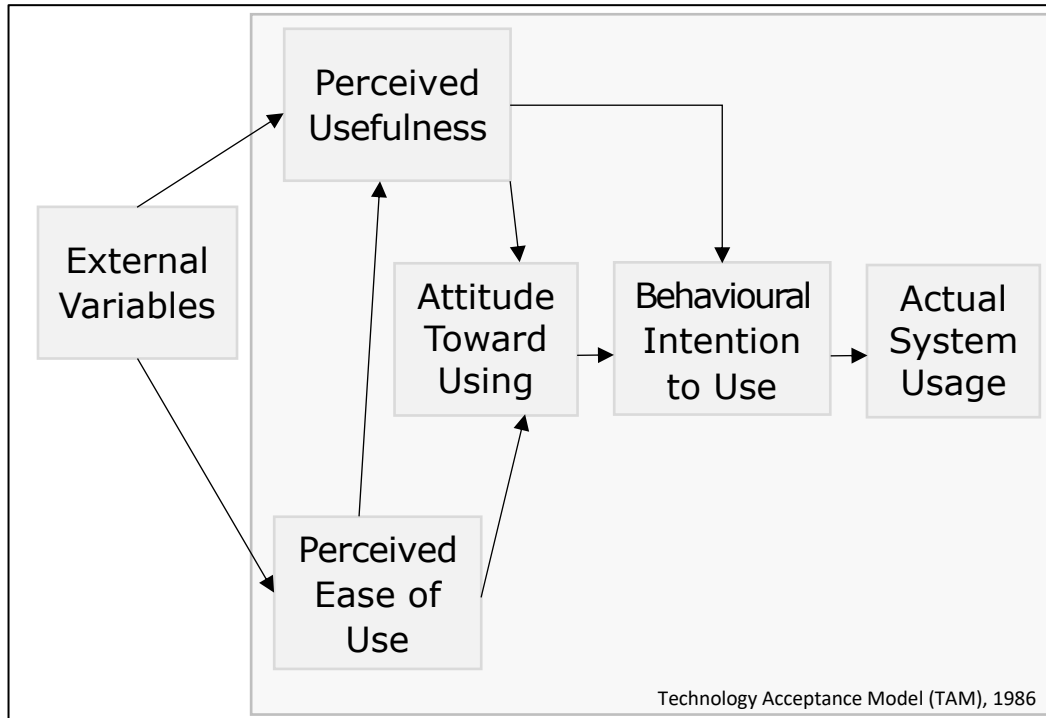 Perceived
Usefulness
External
Variables
Attitude
Toward
Using
Behavioural
Intention
to Use
Actual
System
Usage
Perceived
Ease of
Use
Technology Acceptance Model (TAM), 1986